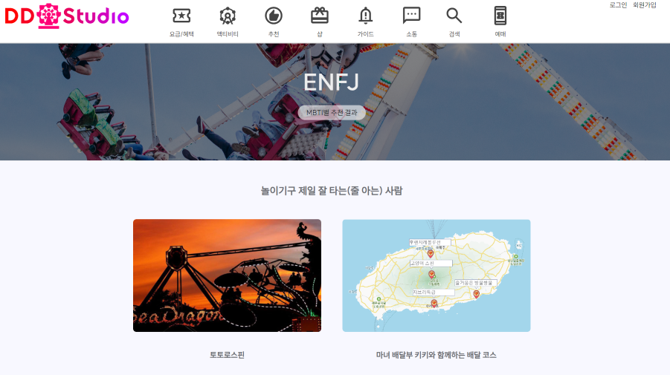 DD Studio
로그인 회원가입
요금/혜택 액티비티 추천 샵 가이드 소통 검색 예매
ENFJ
MBTI별 추천 결과
놀이기구 제일 잘 타는(줄 아는) 사람
SeaDragon
토토로스핀
마녀 배달부 키키와 함께하는 배달 코스